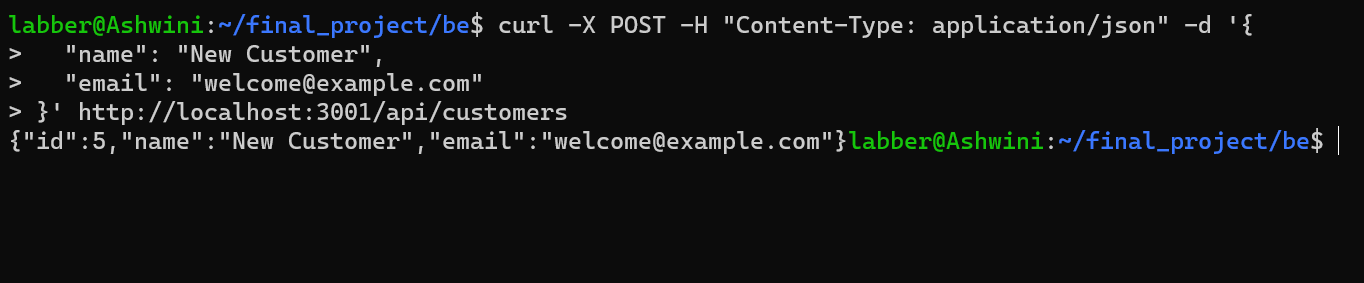 labber@Ashwini:~/final_project/be$ curl -X POST -H "Content-Type: application/json" -d '{
>   "name": "New Customer",
>   "email": "welcome@example.com"
> }' http://localhost:3001/api/customers
{"id":5,"name":"New Customer","email":"welcome@example.com"}labber@Ashwini:~/final_project/be$